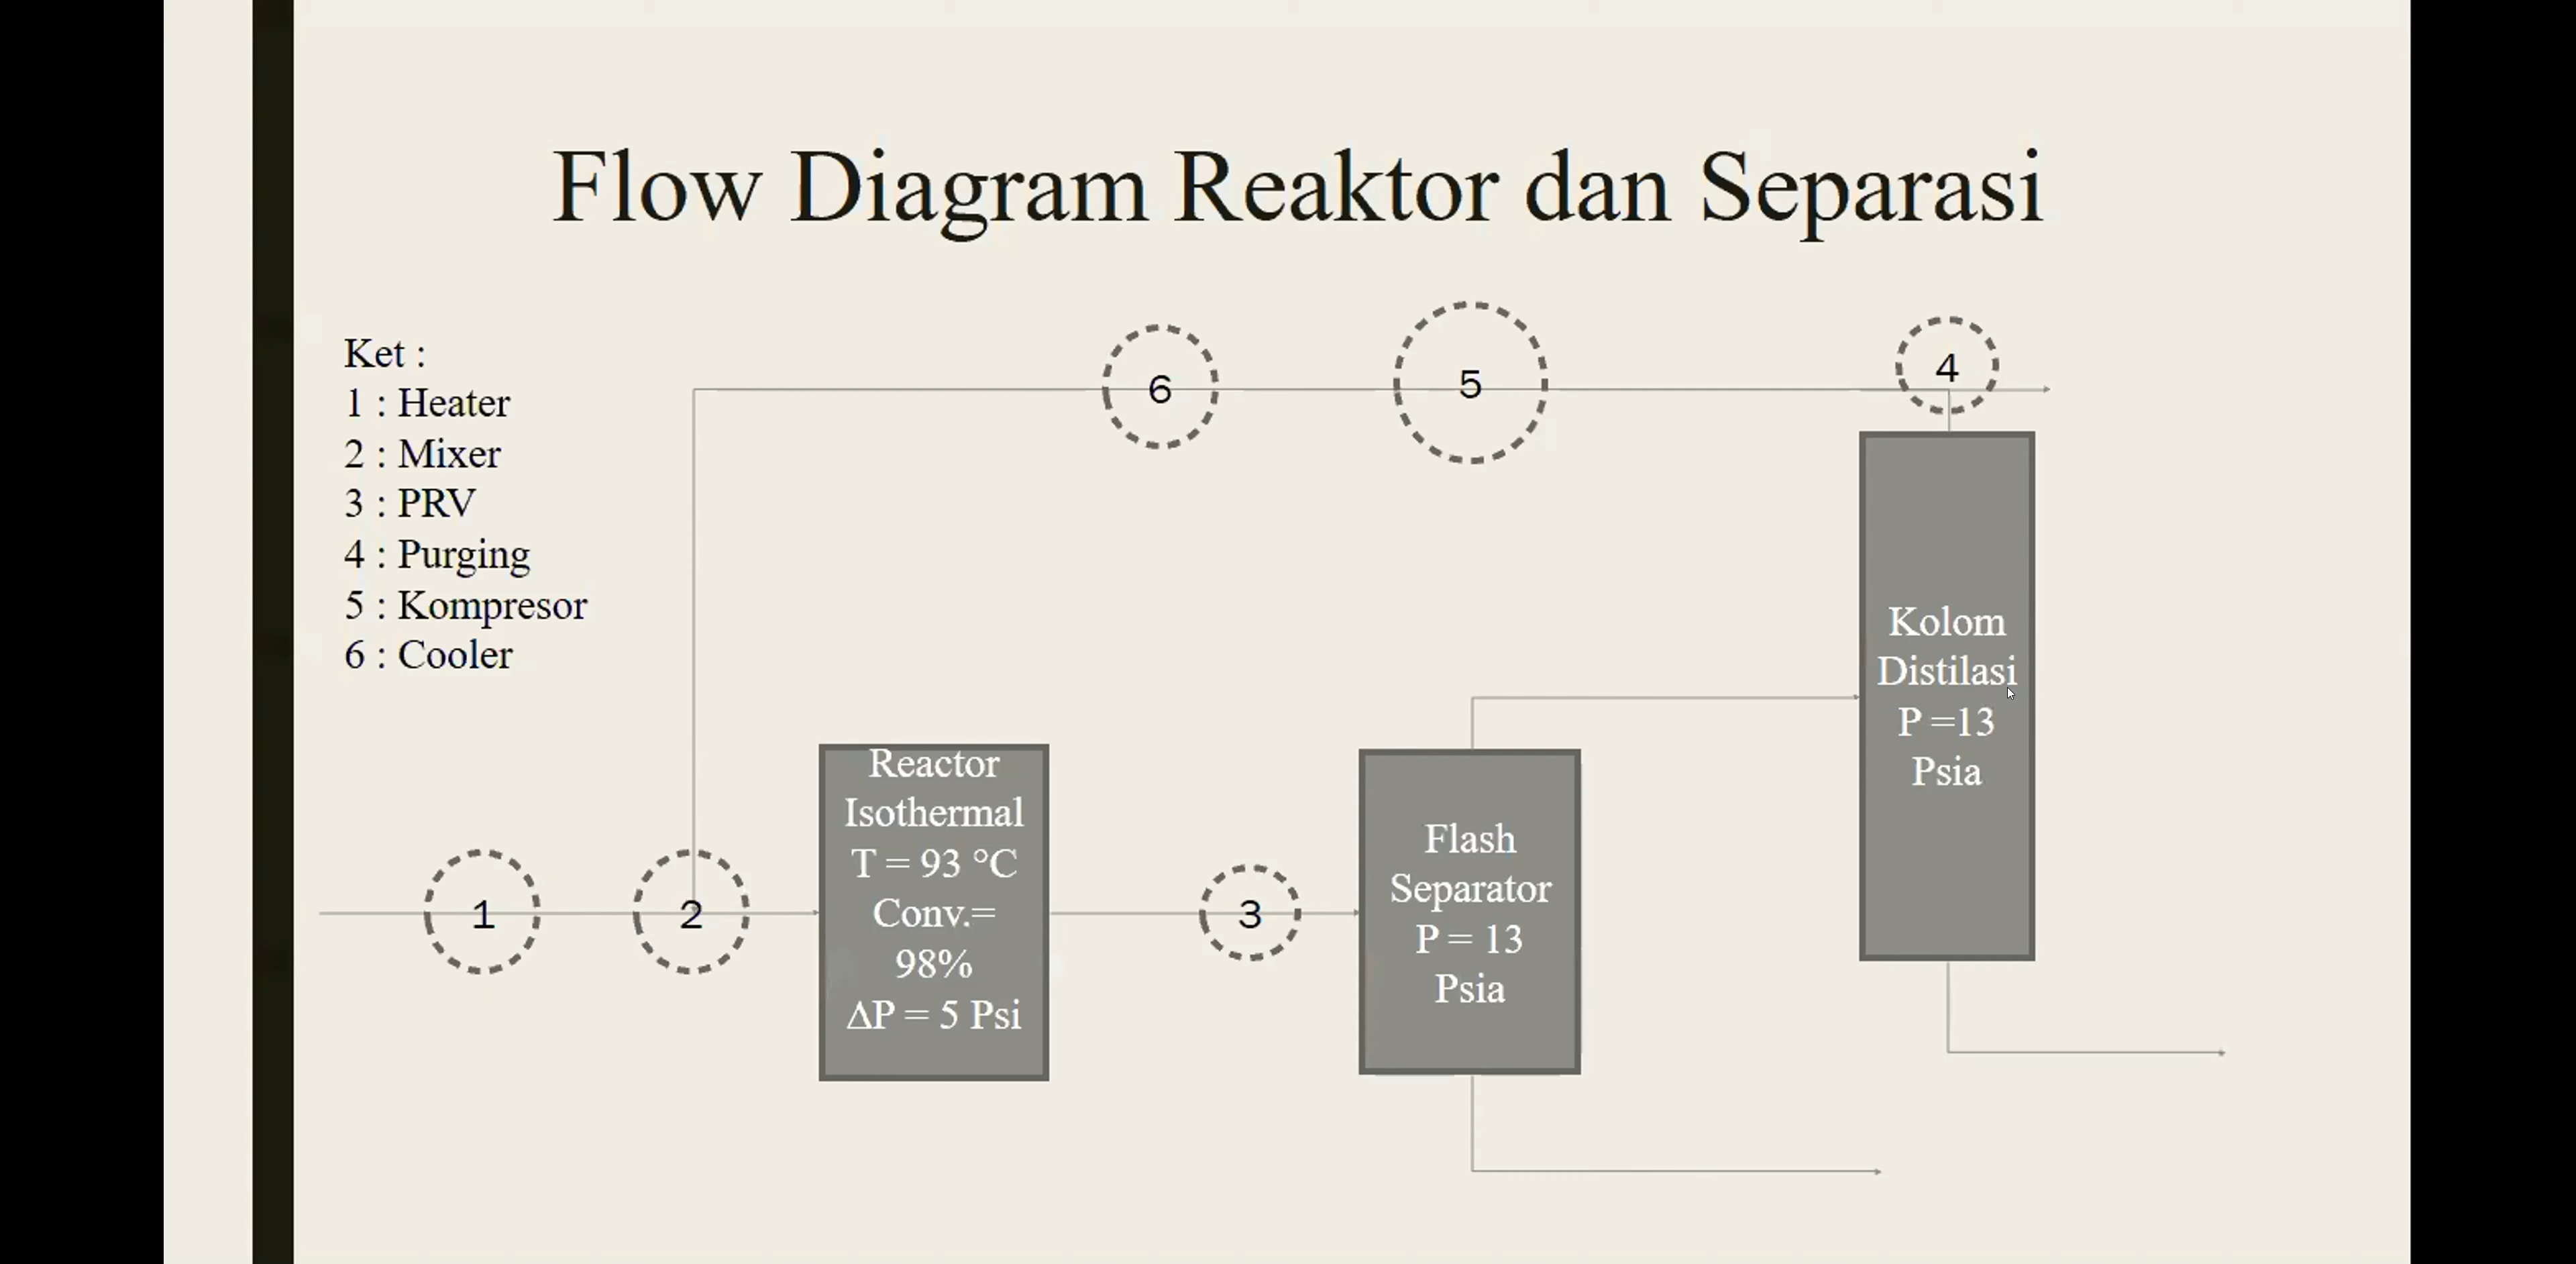 Flow Diagram Reaktor dan Separasi
Ket :
1 : Heater
2 : Mixer
3 : PRV
4 : Purging
5 : Kompresor
6 : Cooler
6
5
4
Kolom
Distilasi
P =13
Psia
1
2
Reactor
Isothermal
T = 93 °C
Conv.=
98%
ΔP = 5 Psi
3
Flash
Separator
P = 13
Psia